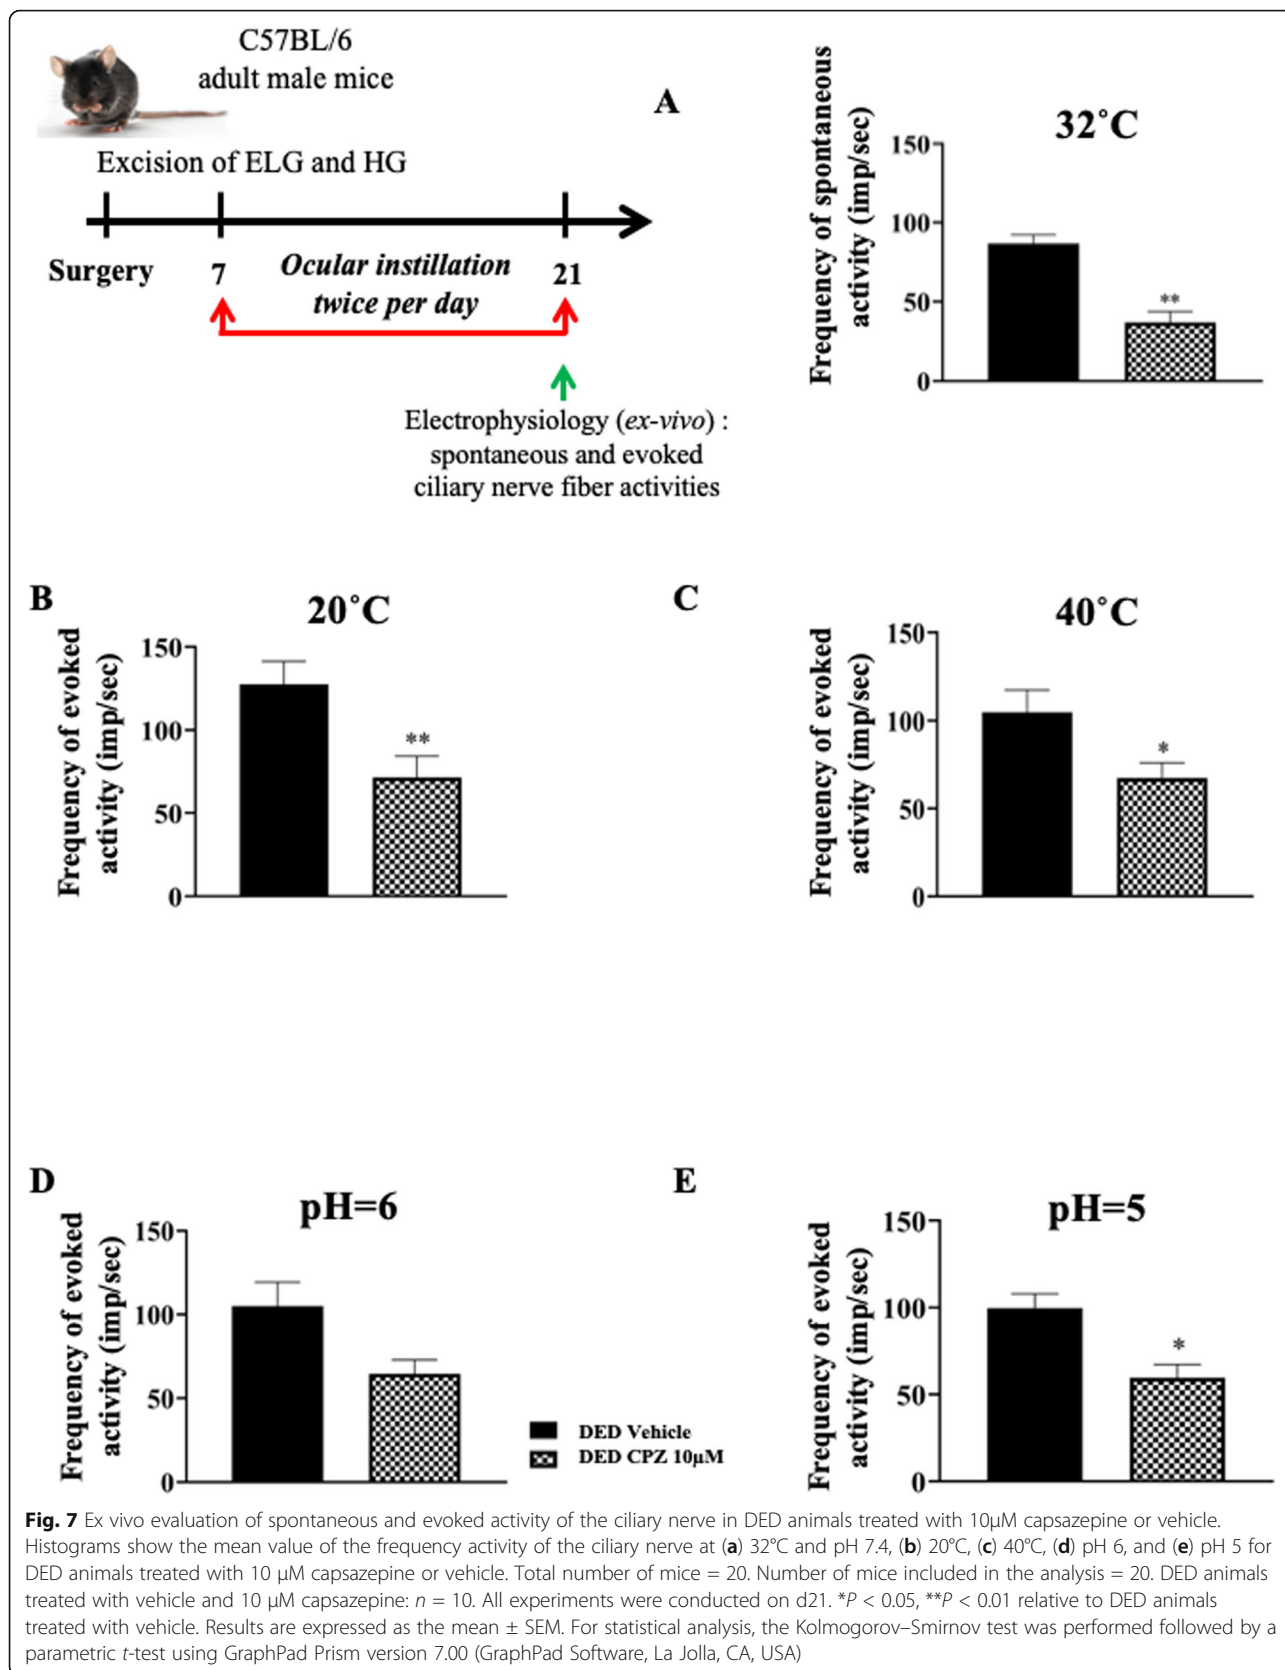 C57BL/6
adult male mice
Excision of ELG and HG
Surgery
7
Ocular instillation
twice per day
21
Electrophysiology (ex-vivo) :
spontaneous and evoked
ciliary nerve fiber activities
A
32°C
Frequency of spontaneous
activity (imp/sec)
150
100
50
0
**
B
20°C
Frequency of evoked
activity (imp/sec)
150
100
50
0
**
C
40°C
Frequency of evoked
activity (imp/sec)
150
100
50
0
*
D
pH=6
Frequency of evoked
activity (imp/sec)
150
100
50
0
DED Vehicle
DED CPZ 10µM
E
pH=5
Frequency of evoked
activity (imp/sec)
150
100
50
0
*
Fig. 7 Ex vivo evaluation of spontaneous and evoked activity of the ciliary nerve in DED animals treated with 10µM capsazepine or vehicle.
Histograms show the mean value of the frequency activity of the ciliary nerve at (a) 32°C and pH 7.4, (b) 20°C, (c) 40°C, (d) pH 6, and (e) pH 5 for
DED animals treated with 10 µM capsazepine or vehicle. Total number of mice = 20. Number of mice included in the analysis = 20. DED animals
treated with vehicle and 10 µM capsazepine: n = 10. All experiments were conducted on d21. *P < 0.05, **P < 0.01 relative to DED animals
treated with vehicle. Results are expressed as the mean ± SEM. For statistical analysis, the Kolmogorov–Smirnov test was performed followed by a
parametric t-test using GraphPad Prism version 7.00 (GraphPad Software, La Jolla, CA, USA)